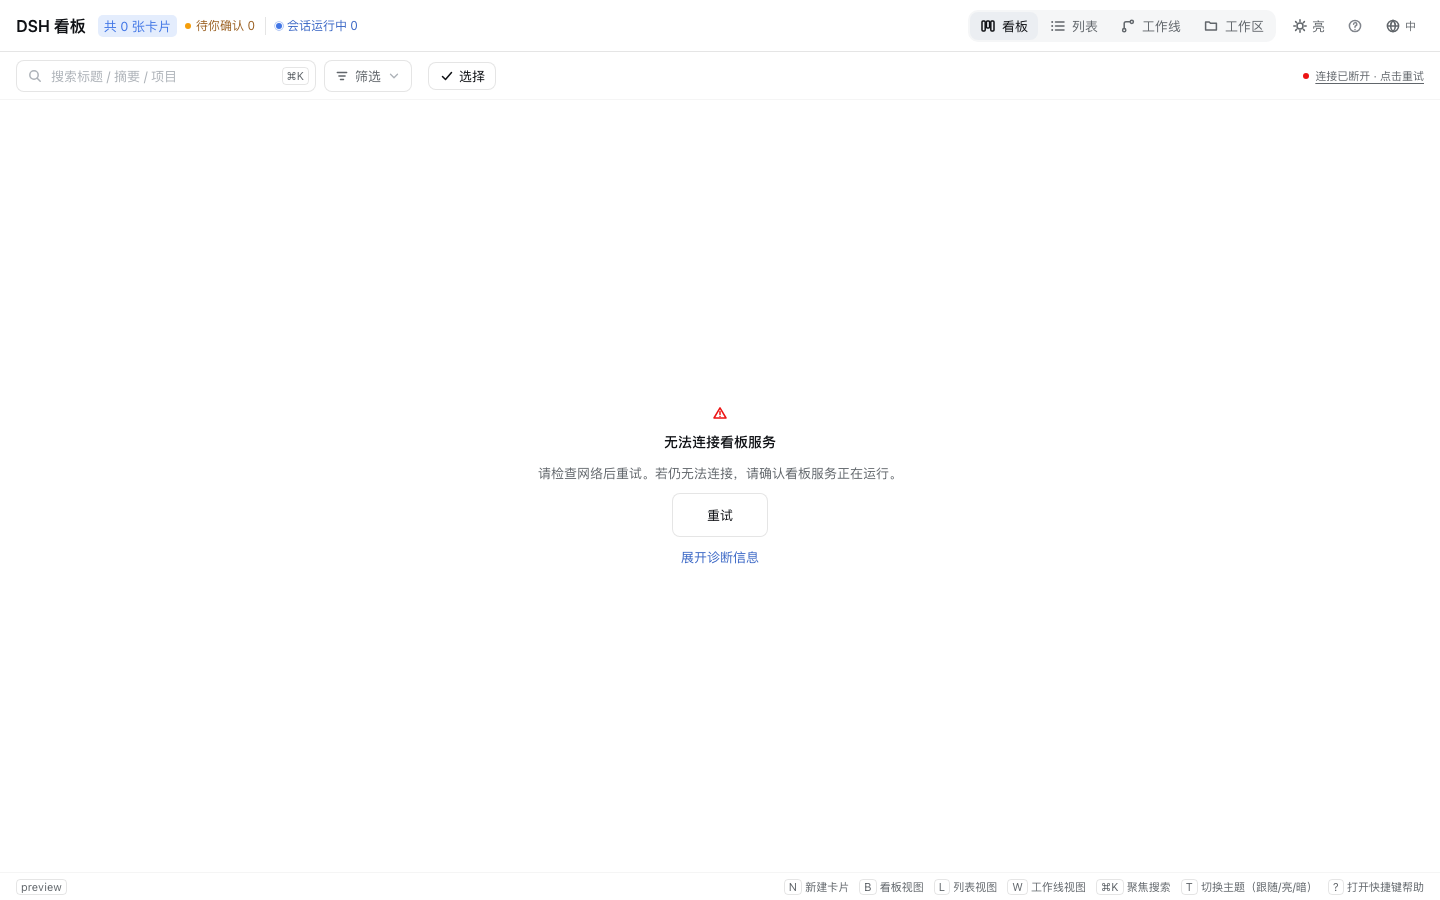 DSH 看板 共 0 张卡片 待你确认 0 会话运行中 0 看板 列表 工作线 工作区 亮 中
搜索标题 / 摘要 / 项目 ⌘K 筛选 选择 连接已断开 · 点击重试
无法连接看板服务
请检查网络后重试。若仍无法连接，请确认看板服务正在运行。
重试
展开诊断信息
preview N 新建卡片 B 看板视图 L 列表视图 W 工作线视图 ⌘K 聚焦搜索 T 切换主题（跟随/亮/暗） ? 打开快捷键帮助